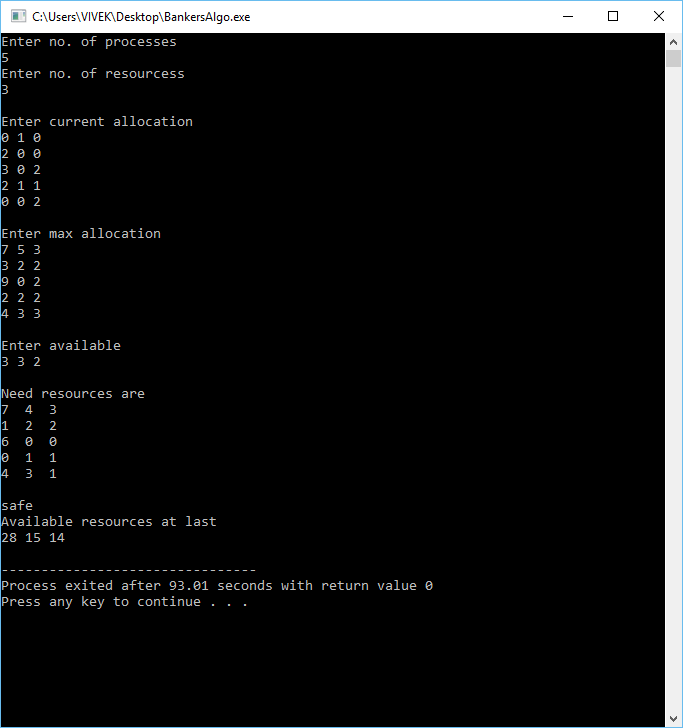 C:\Users\VIVEK\Desktop\BankersAlgo.exe
Enter no. of processes
5
Enter no. of resourcess
3
Enter current allocation
0 1 0
2 0 0
3 0 2
2 1 1
0 0 2
Enter max allocation
7 5 3
3 2 2
9 0 2
2 2 2
4 3 3
Enter available
3 3 2
Need resources are
7  4  3
1  2  2
6  0  0
0  1  1
4  3  1
safe
Available resources at last
28 15 14
--------------------------------
Process exited after 93.01 seconds with return value 0
Press any key to continue . . .